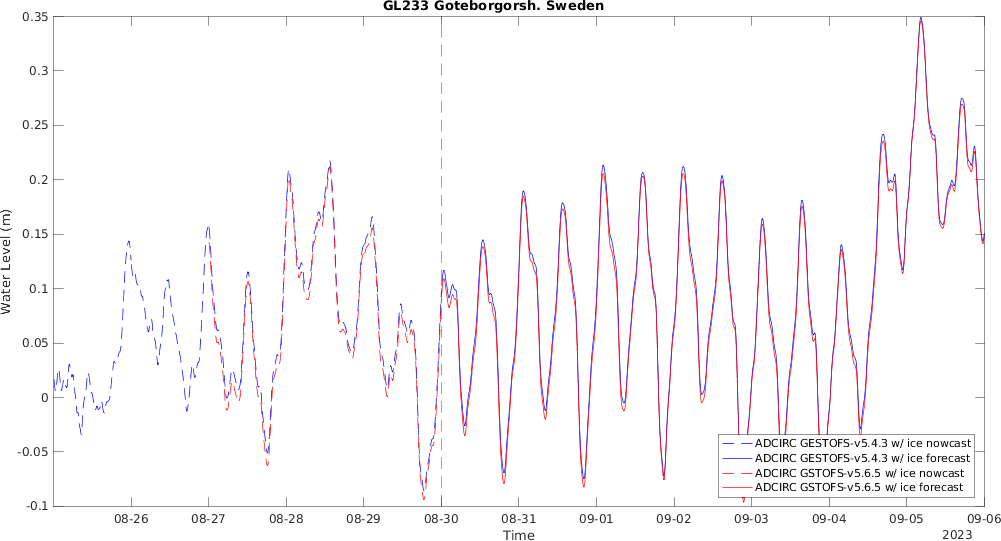 GL233 Goteborgorsh. Sweden
0.35
0.3
0.25
0.2
0.15
0.1
0.05
0
-0.05
-0.1
Water Level (m)
ADCIRC GESTOFS-v5.4.3 w/ ice nowcast
ADCIRC GESTOFS-v5.4.3 w/ ice forecast
ADCIRC GSTOFS-v5.6.5 w/ ice nowcast
ADCIRC GSTOFS-v5.6.5 w/ ice forecast
08-26 08-27 08-28 08-29 08-30 08-31 09-01 09-02 09-03 09-04 09-05 09-06
Time
2023